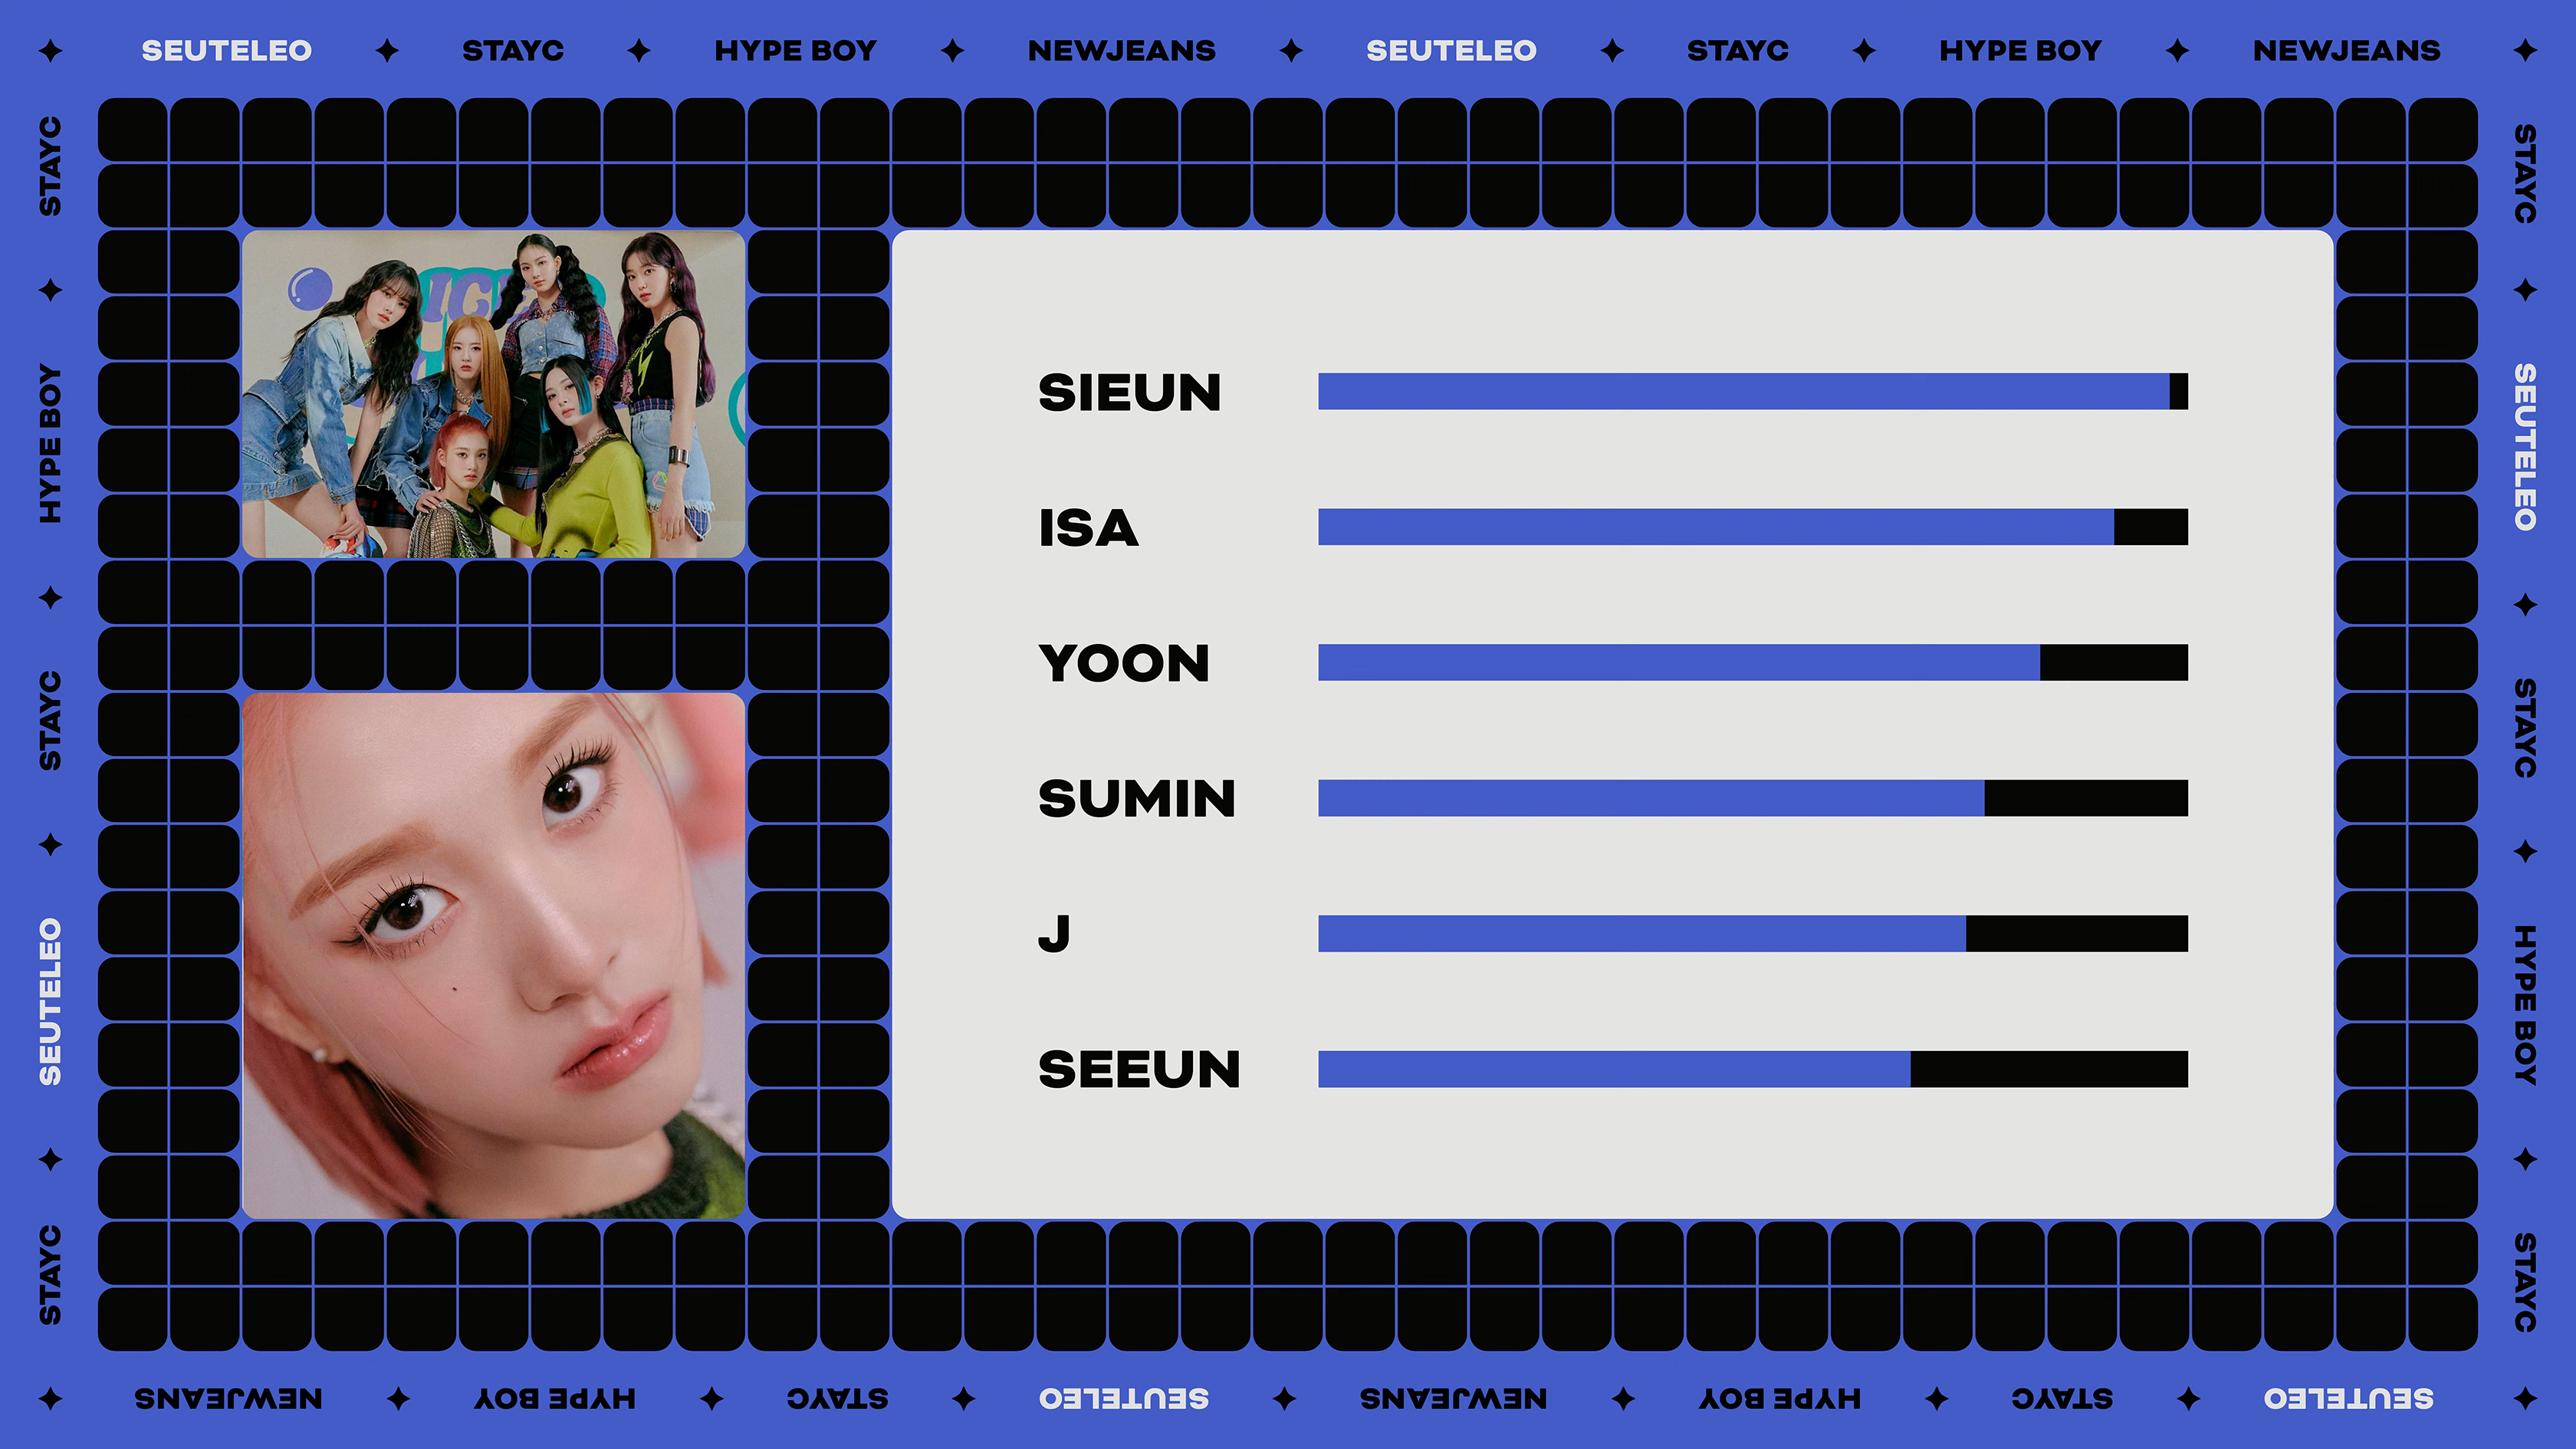 SEUTELEO ✦ STAYC ✦ HYPE BOY ✦ NEWJEANS ✦ SEUTELEO ✦ STAYC ✦ HYPE BOY ✦ NEWJEANS
STAYC ✦ HYPE BOY ✦ STAYC ✦ SEUTELEO ✦ STAYC
SIEUN
ISA
YOON
SUMIN
J
SEEUN
STAYC ✦ SEUTELEO ✦ STAYC ✦ HYPE BOY ✦ STAYC
SEUTELEO ✦ STAYC ✦ HYPE BOY ✦ NEWJEANS ✦ SEUTELEO ✦ STAYC ✦ HYPE BOY ✦ NEWJEANS